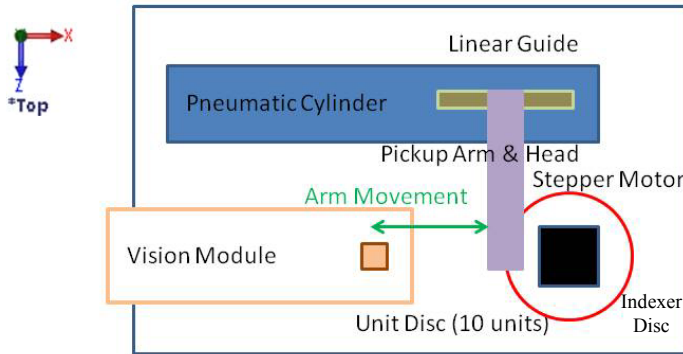 X
Z
*Top
Linear Guide
Pneumatic Cylinder
Pickup Arm & Head
Stepper Motor
Arm Movement
Vision Module
Indexer
Disc
Unit Disc (10 units)